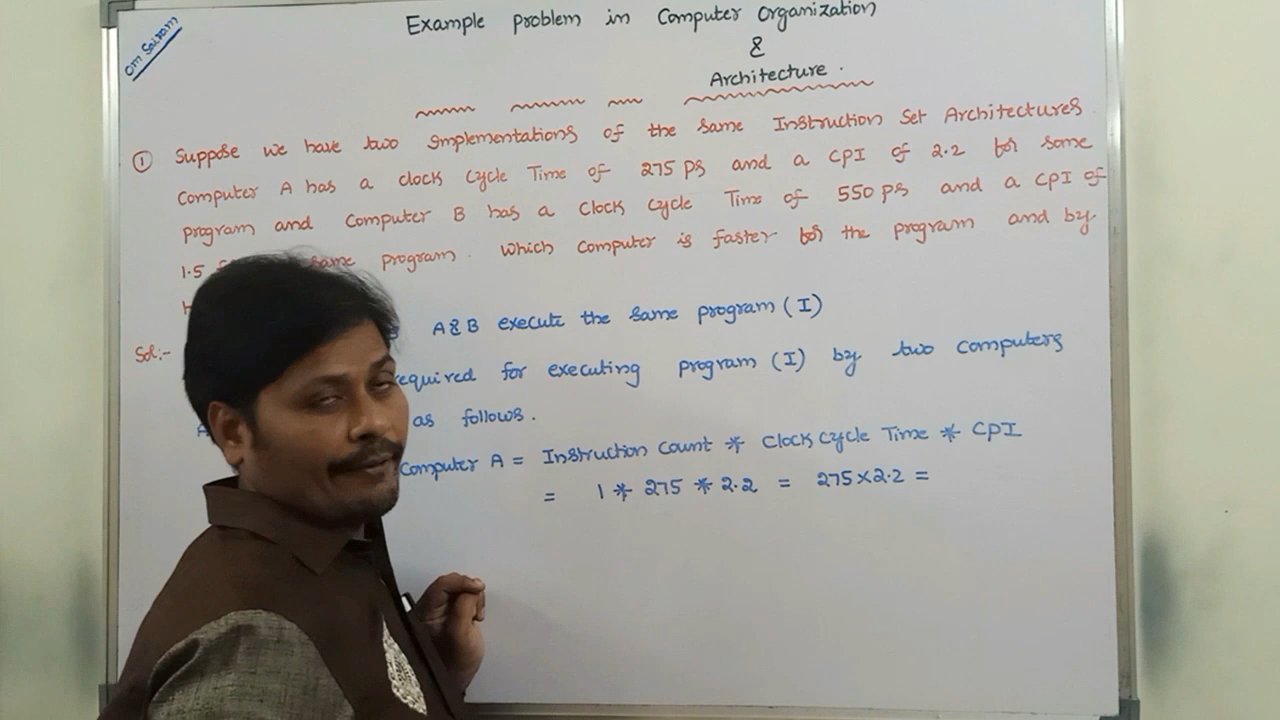 Om Sairam
Example problem in Computer Organization
&
Architecture.
① Suppose we have two Implementations of the same Instruction Set Architectures
Computer A has a clock cycle Time of 275 ps and a CPI of 2.2 for some
program and Computer B has a Clock cycle Time of 550 ps and a CPI of
1.5 same program. Which Computer is faster for the program and by
Sol:- A & B execute the same program (I)
required for executing program (I) by two computers
as follows.
Computer A = Instruction Count * Clock Cycle Time * CPI
= 1 * 275 * 2.2 = 275 x 2.2 =